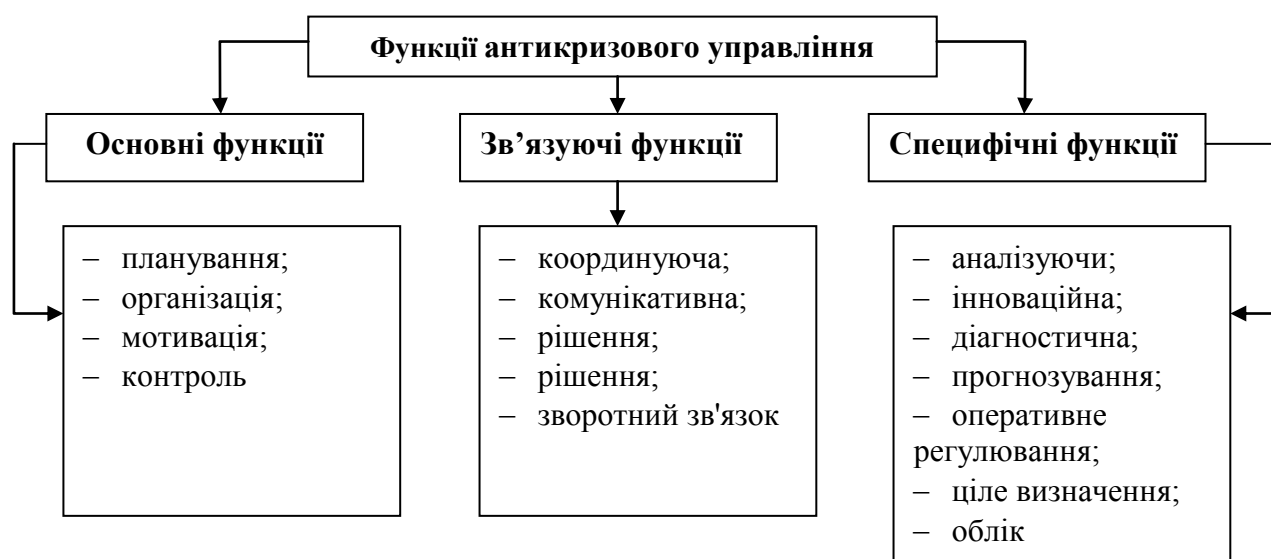 Функції антикризового управління
Основні функції
Зв’язуючі функції
Специфічні функції
– планування;
– організація;
– мотивація;
– контроль
– координуюча;
– комунікативна;
– рішення;
– рішення;
– зворотний зв'язок
– аналізуючи;
– інноваційна;
– діагностична;
– прогнозування;
– оперативне
регулювання;
– ціле визначення;
– облік